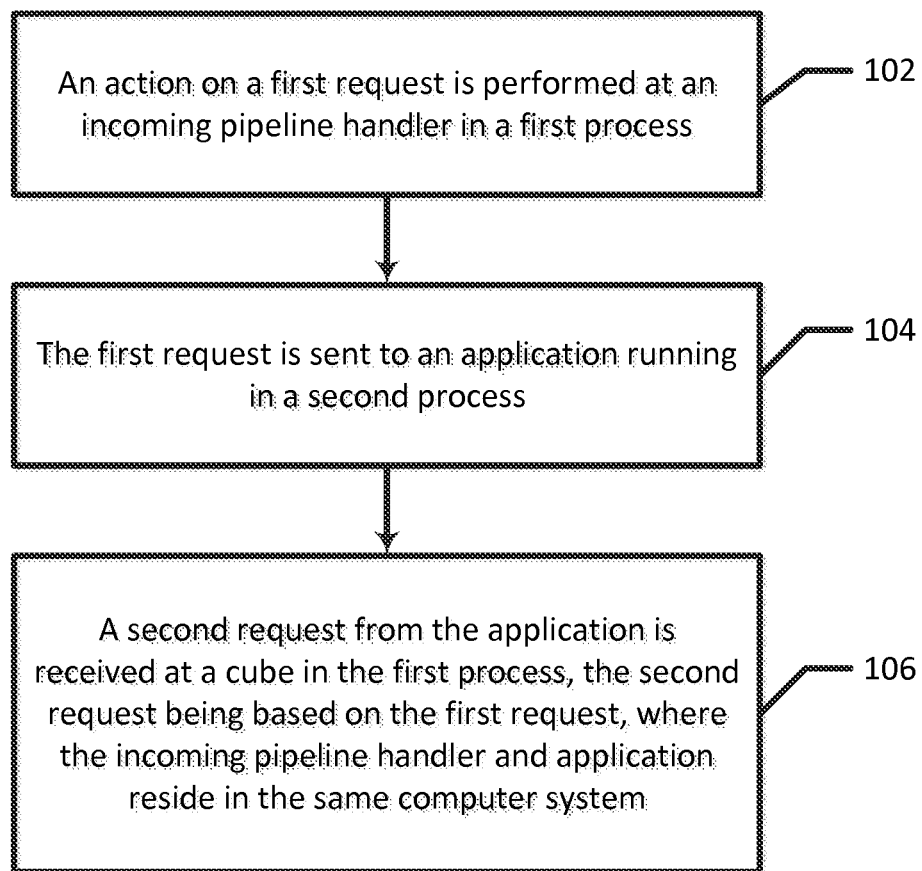 An action on a first request is performed at an
incoming pipeline handler in a first process
102
The first request is sent to an application running
in a second process
104
A second request from the application is
received at a cube in the first process, the second
request being based on the first request, where
the incoming pipeline handler and application
reside in the same computer system
106